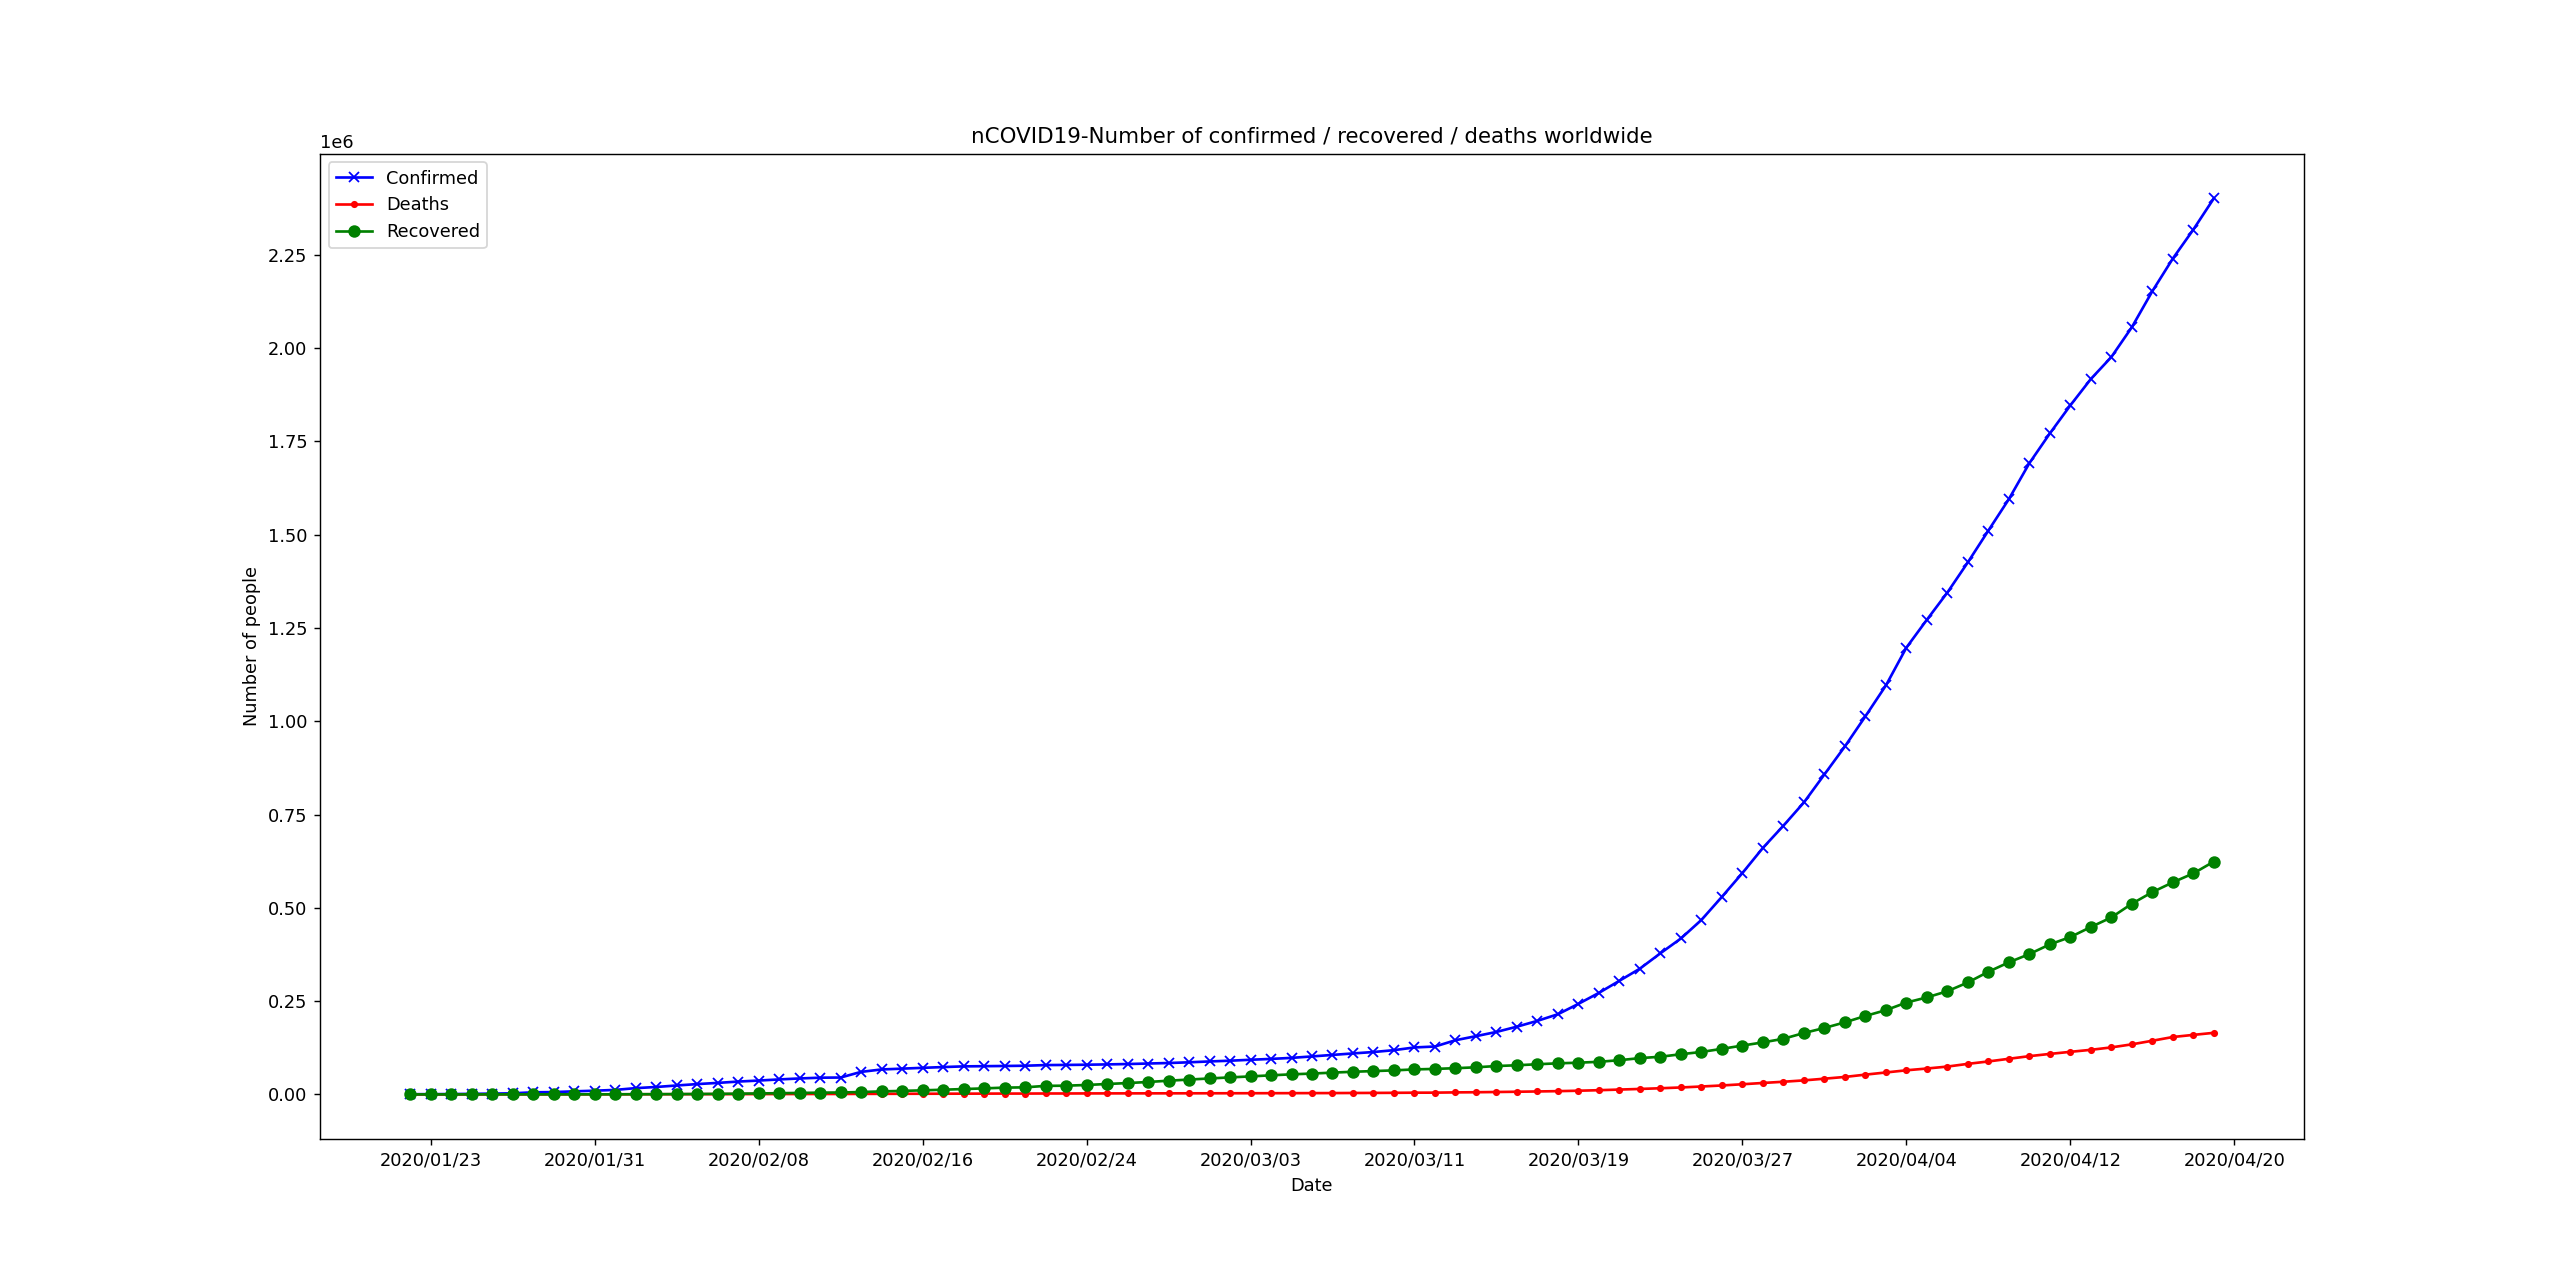 nCOVID19-Number of confirmed / recovered / deaths worldwide
1e6
Confirmed
Deaths
Recovered
2.25
2.00
1.75
1.50
1.25
1.00
0.75
0.50
0.25
0.00
Number of people
2020/01/23 2020/01/31 2020/02/08 2020/02/16 2020/02/24 2020/03/03 2020/03/11 2020/03/19 2020/03/27 2020/04/04 2020/04/12 2020/04/20
Date